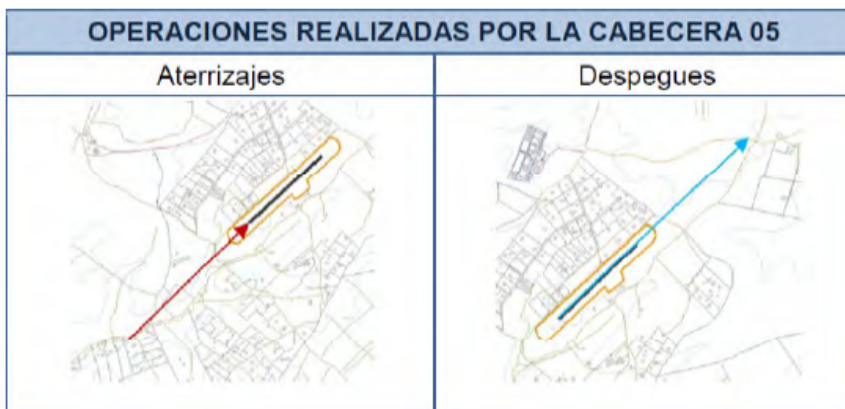 OPERACIONES REALIZADAS POR LA CABECERA 05
Aterrizajes
Despegues